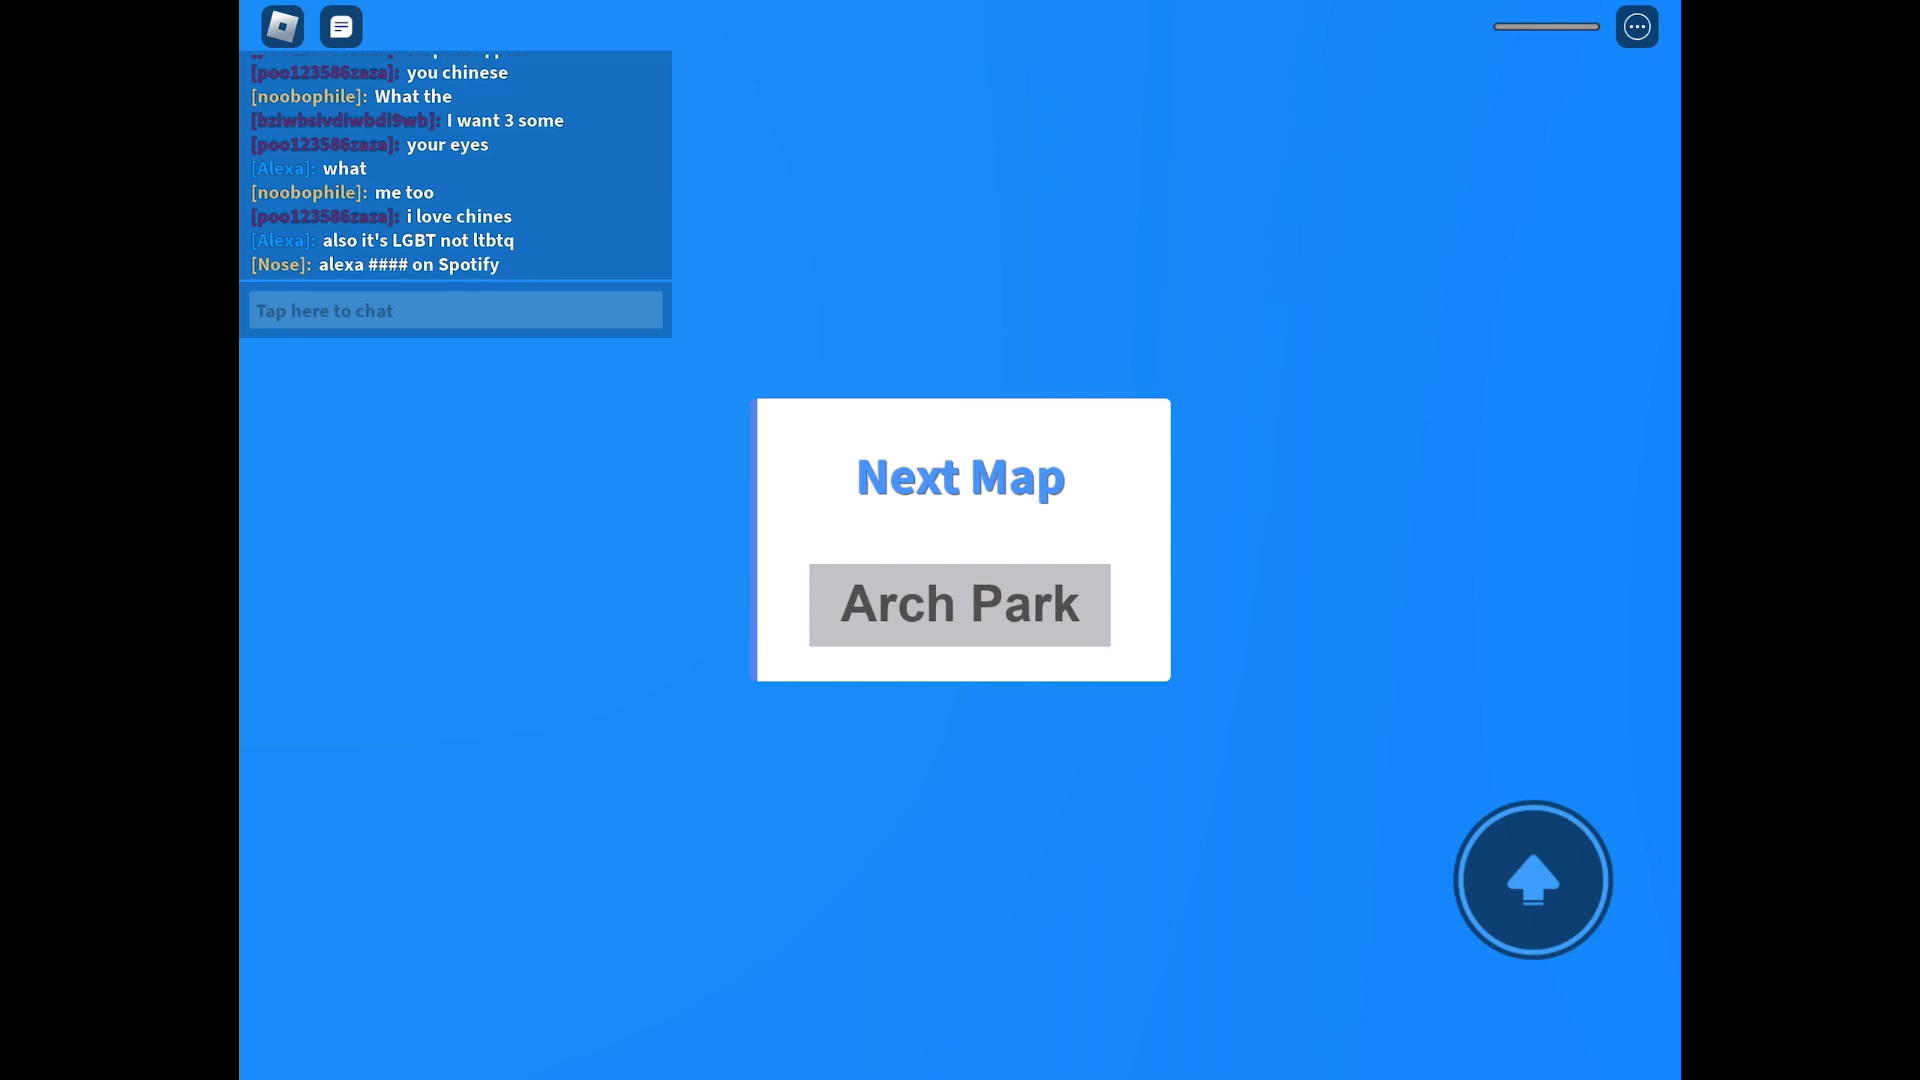 [poo123586zaza]: you chinese
[noobophile]: What the
[bziwbsivdiwbdi9wb]: I want 3 some
[poo123586zaza]: your eyes
[Alexa]: what
[noobophile]: me too
[poo123586zaza]: i love chines
[Alexa]: also it's LGBT not ltbtq
[Nose]: alexa #### on Spotify
Tap here to chat
Next Map
Arch Park